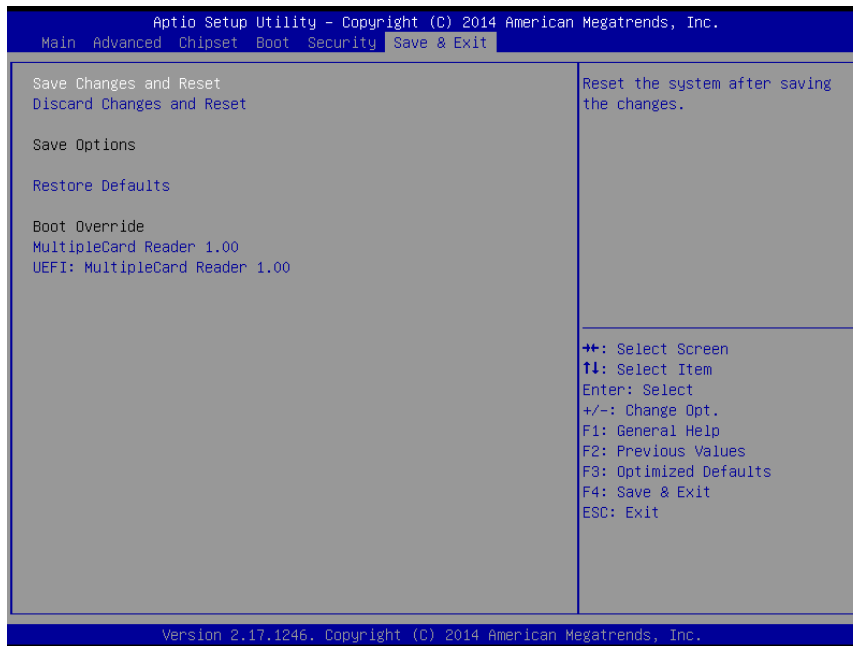 Aptio Setup Utility – Copyright (C) 2014 American Megatrends, Inc.
Main Advanced Chipset Boot Security Save & Exit
Save Changes and Reset
Discard Changes and Reset
Save Options
Restore Defaults
Boot Override
MultipleCard Reader 1.00
UEFI: MultipleCard Reader 1.00
Reset the system after saving
the changes.
→←: Select Screen
↑↓: Select Item
Enter: Select
+/-: Change Opt.
F1: General Help
F2: Previous Values
F3: Optimized Defaults
F4: Save & Exit
ESC: Exit
Version 2.17.1246. Copyright (C) 2014 American Megatrends, Inc.